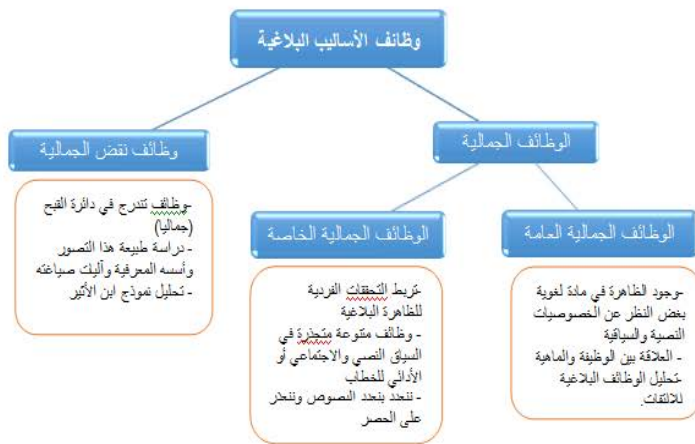 وظائف الأساليب البلاغية
الوظائف الجمالية
وظائف نقض الجمالية
الوظائف الجمالية العامة
-وجود الظاهرة في مادة لغوية
بغض النظر عن الخصوصيات
النصية والسياقية
- العلاقة بين الوظيفة والماهية
-تحليل الوظائف البلاغية
للالتفات.
الوظائف الجمالية الخاصة
-تربط التحققات الفردية
للظاهرة البلاغية
- وظائف متنوعة متجذرة في
السياق النصي والاجتماعي أو
الأدائي للخطاب
- تتعدد بتعدد النصوص وتتعذر
على الحصر
-وظائف تندرج في دائرة القبح
(جماليا)
- دراسة طبيعة هذا التصور
وأسسه المعرفية وآليات صياغته
- تحليل نموذج ابن الأثير